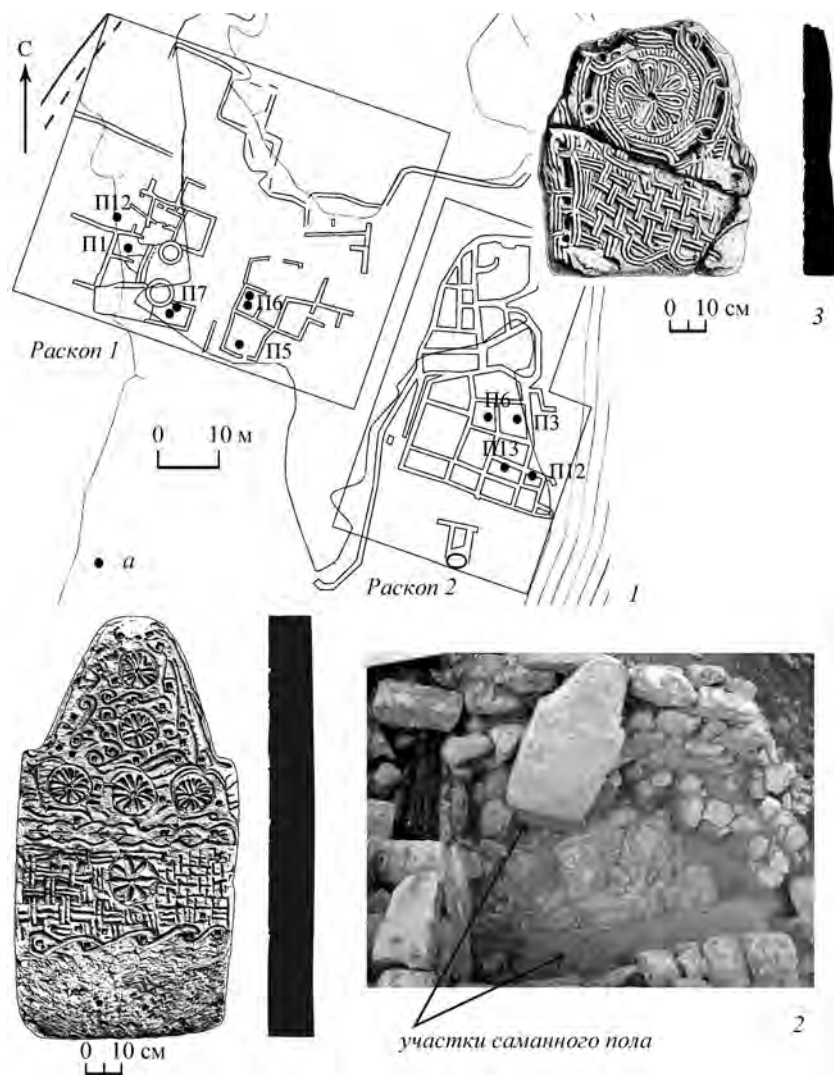 С
П12
П1
П7
П6
П5
Раскоп 1
0 10 м
а
П6
П3
П13
П12
Раскоп 2
1
0 10 см
3
0 10 см
участки саманного пола
2